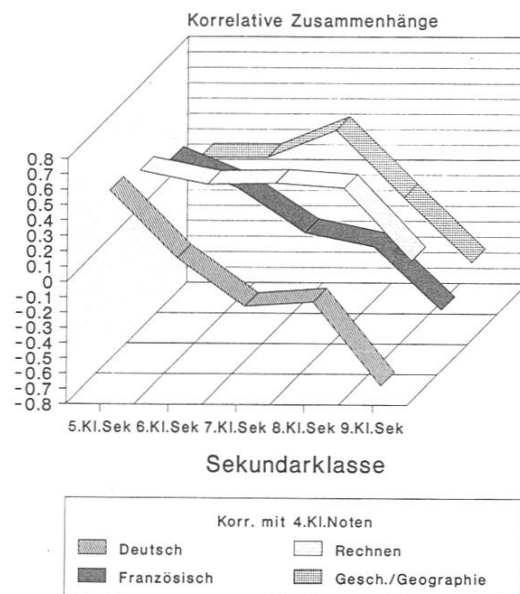 Korrelative Zusammenhänge
0.8
0.7
0.6
0.5
0.4
0.3
0.2
0.1
0
-0.1
-0.2
-0.3
-0.4
-0.5
-0.6
-0.7
-0.8
5.Kl.Sek 6.Kl.Sek 7.Kl.Sek 8.Kl.Sek 9.Kl.Sek
Sekundarklasse
Korr. mit 4.Kl.Noten
Deutsch Rechnen
Französisch Gesch./Geographie